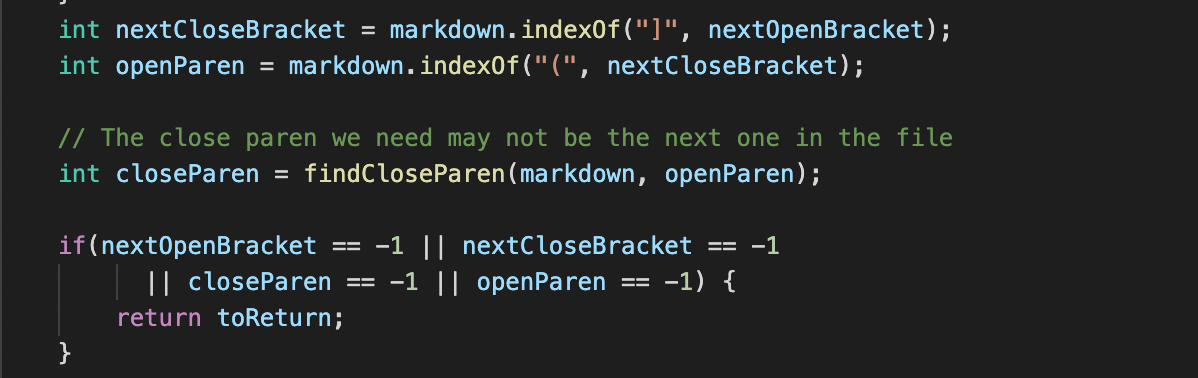 }
int nextCloseBracket = markdown.indexOf("]", nextOpenBracket);
int openParen = markdown.indexOf("(", nextCloseBracket);
// The close paren we need may not be the next one in the file
int closeParen = findCloseParen(markdown, openParen);
if(nextOpenBracket == -1 || nextCloseBracket == -1
|| closeParen == -1 || openParen == -1) {
return toReturn;
}